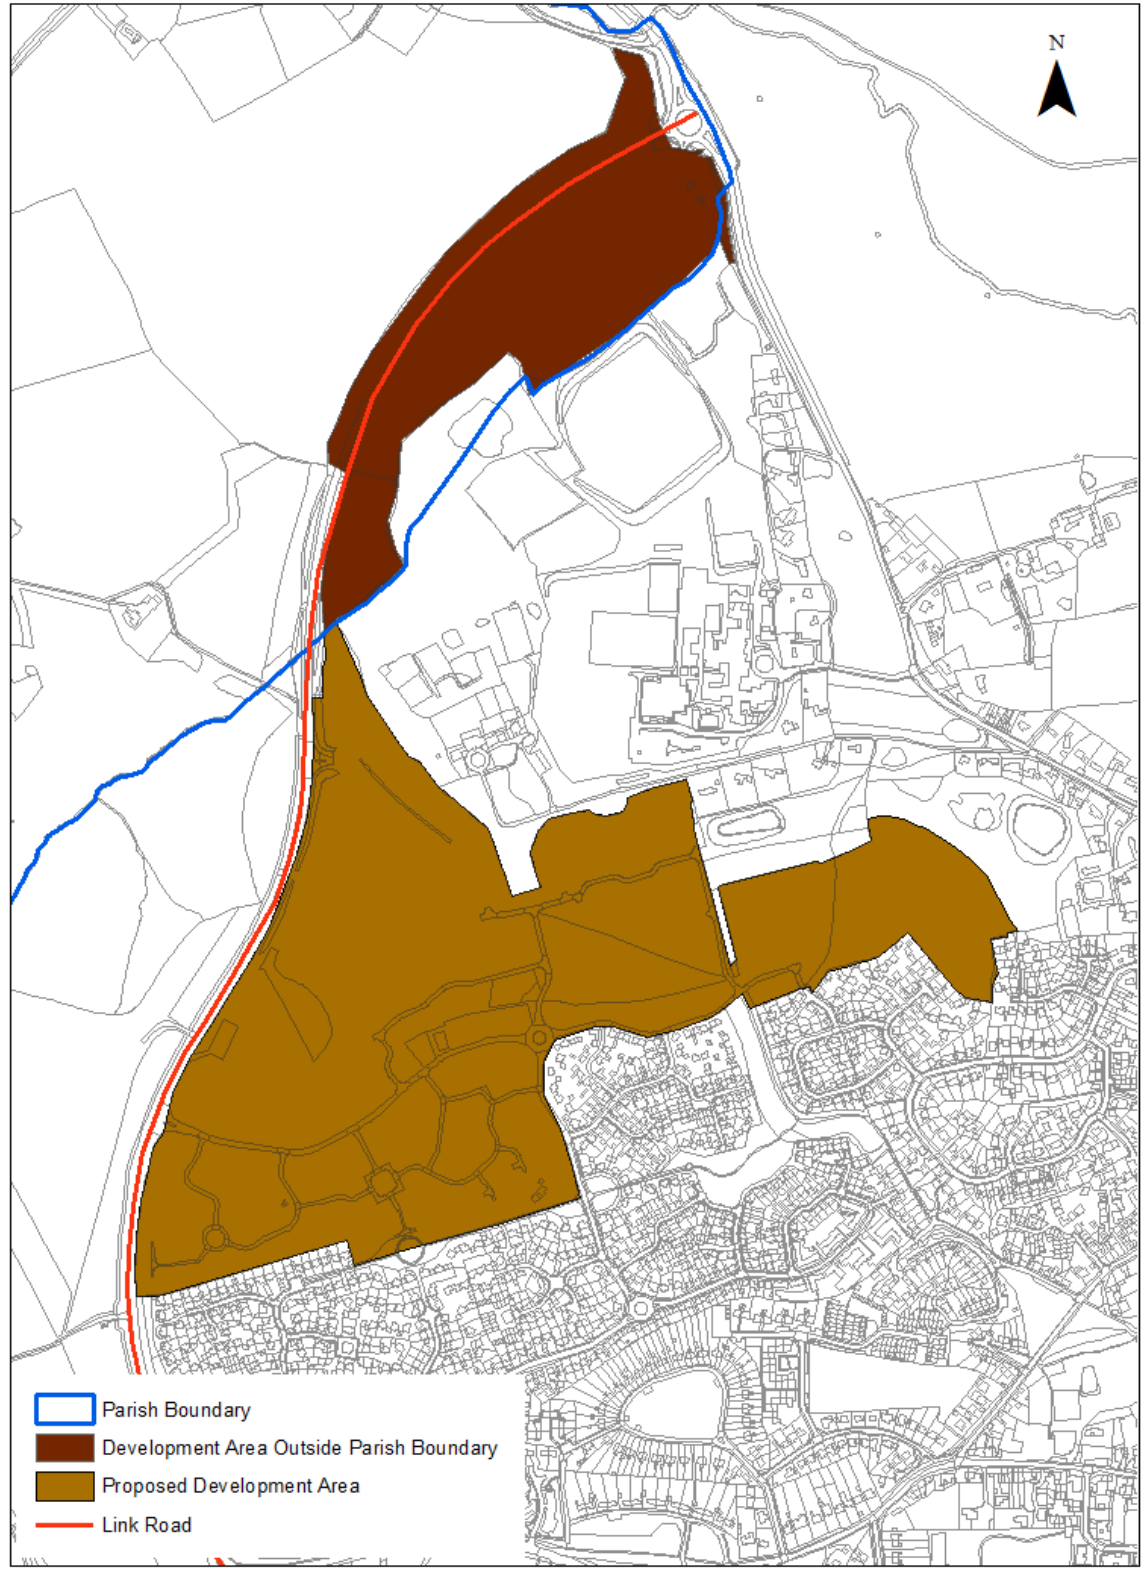 N
Parish Boundary
Development Area Outside Parish Boundary
Proposed Development Area
Link Road